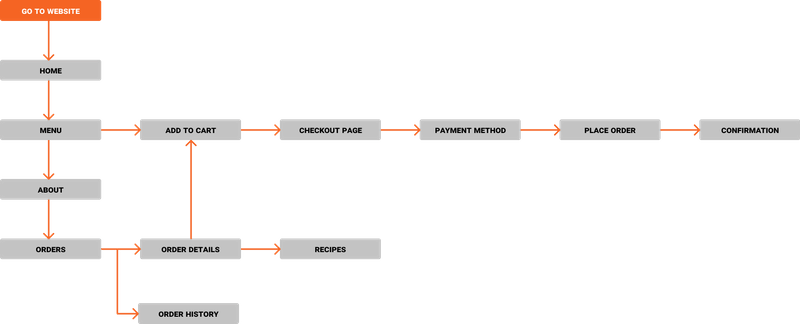 GO TO WEBSITE
HOME
MENU
ADD TO CART
CHECKOUT PAGE
PAYMENT METHOD
PLACE ORDER
CONFIRMATION
ABOUT
ORDERS
ORDER DETAILS
RECIPES
ORDER HISTORY